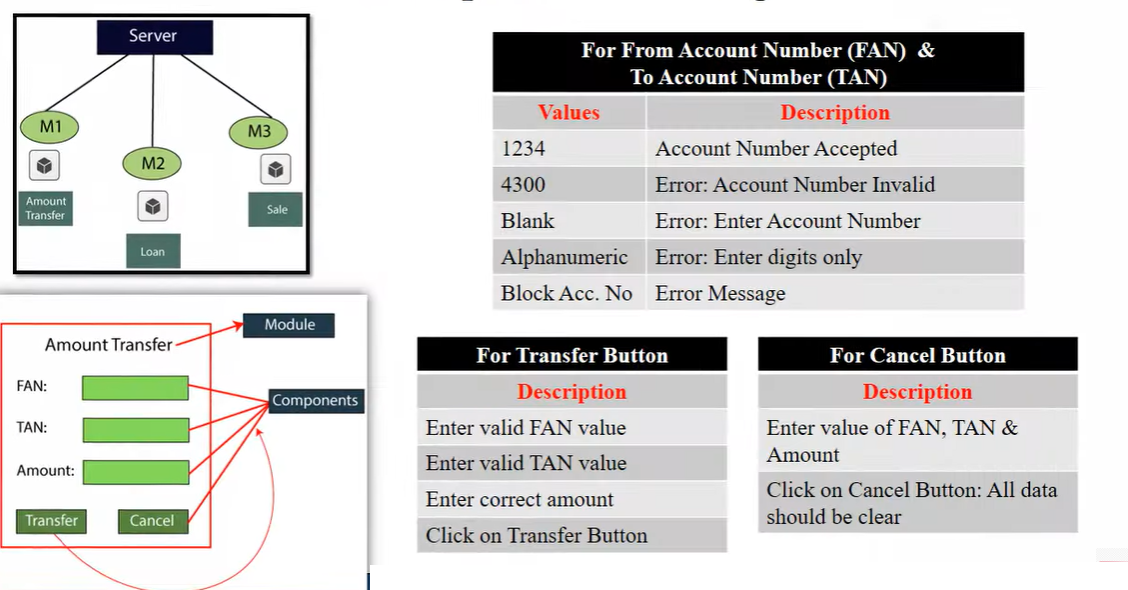 Server
M1
M2
M3
Amount
Transfer
Loan
Sale
Module
Amount Transfer
FAN:
TAN:
Amount:
Components
Transfer
Cancel
For From Account Number (FAN) &
To Account Number (TAN)
Values Description
1234 Account Number Accepted
4300 Error: Account Number Invalid
Blank Error: Enter Account Number
Alphanumeric Error: Enter digits only
Block Acc. No Error Message
For Transfer Button
Description
Enter valid FAN value
Enter valid TAN value
Enter correct amount
Click on Transfer Button
For Cancel Button
Description
Enter value of FAN, TAN &
Amount
Click on Cancel Button: All data
should be clear